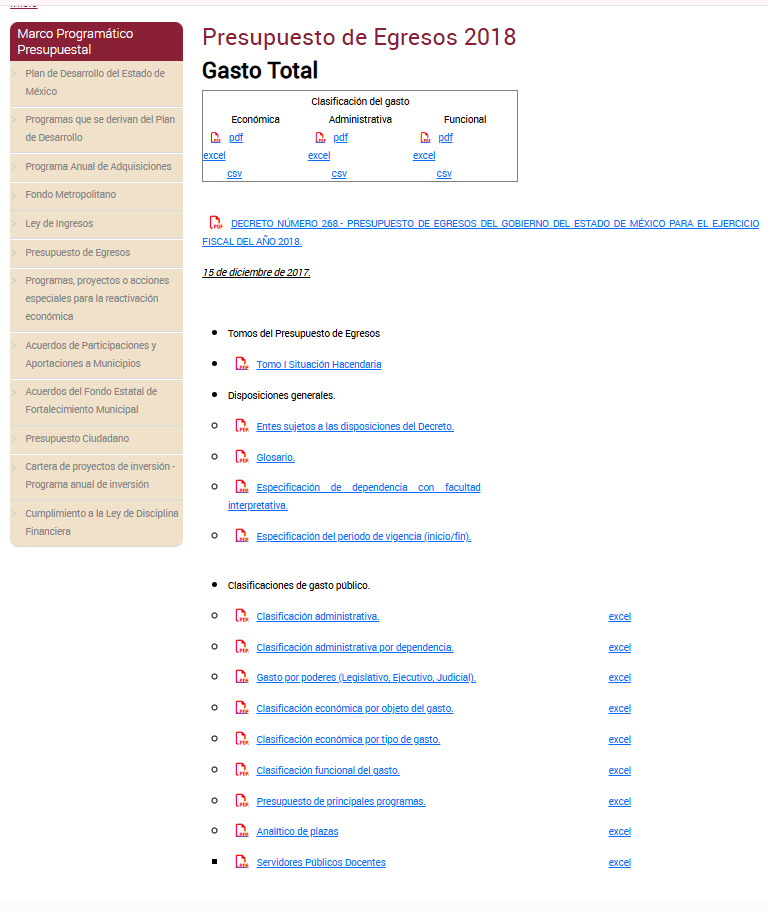 Inicio
Marco Programático
Presupuestal
Plan de Desarrollo del Estado de
México
Programas que se derivan del Plan
de Desarrollo
Programa Anual de Adquisiciones
Fondo Metropolitano
Ley de Ingresos
Presupuesto de Egresos
Programas, proyectos o acciones
especiales para la reactivación
económica
Acuerdos de Participaciones y
Aportaciones a Municipios
Acuerdos del Fondo Estatal de
Fortalecimiento Municipal
Presupuesto Ciudadano
Cartera de proyectos de inversión -
Programa anual de inversión
Cumplimiento a la Ley de Disciplina
Financiera
Presupuesto de Egresos 2018
Gasto Total
Clasificación del gasto
Económica Administrativa Funcional
pdf pdf pdf
excel excel excel
csv csv csv
DECRETO NÚMERO 268.- PRESUPUESTO DE EGRESOS DEL GOBIERNO DEL ESTADO DE MÉXICO PARA EL EJERCICIO
FISCAL DEL AÑO 2018.
15 de diciembre de 2017.
Tomos del Presupuesto de Egresos
Tomo I Situación Hacendaria
Disposiciones generales.
Entes sujetos a las disposiciones del Decreto.
Glosario.
Especificación de dependencia con facultad
interpretativa.
Especificación del periodo de vigencia (inicio/fin).
Clasificaciones de gasto público.
Clasificación administrativa. excel
Clasificación administrativa por dependencia. excel
Gasto por poderes (Legislativo, Ejecutivo, Judicial). excel
Clasificación económica por objeto del gasto. excel
Clasificación económica por tipo de gasto. excel
Clasificación funcional del gasto. excel
Presupuesto de principales programas. excel
Analítico de plazas excel
Servidores Públicos Docentes excel